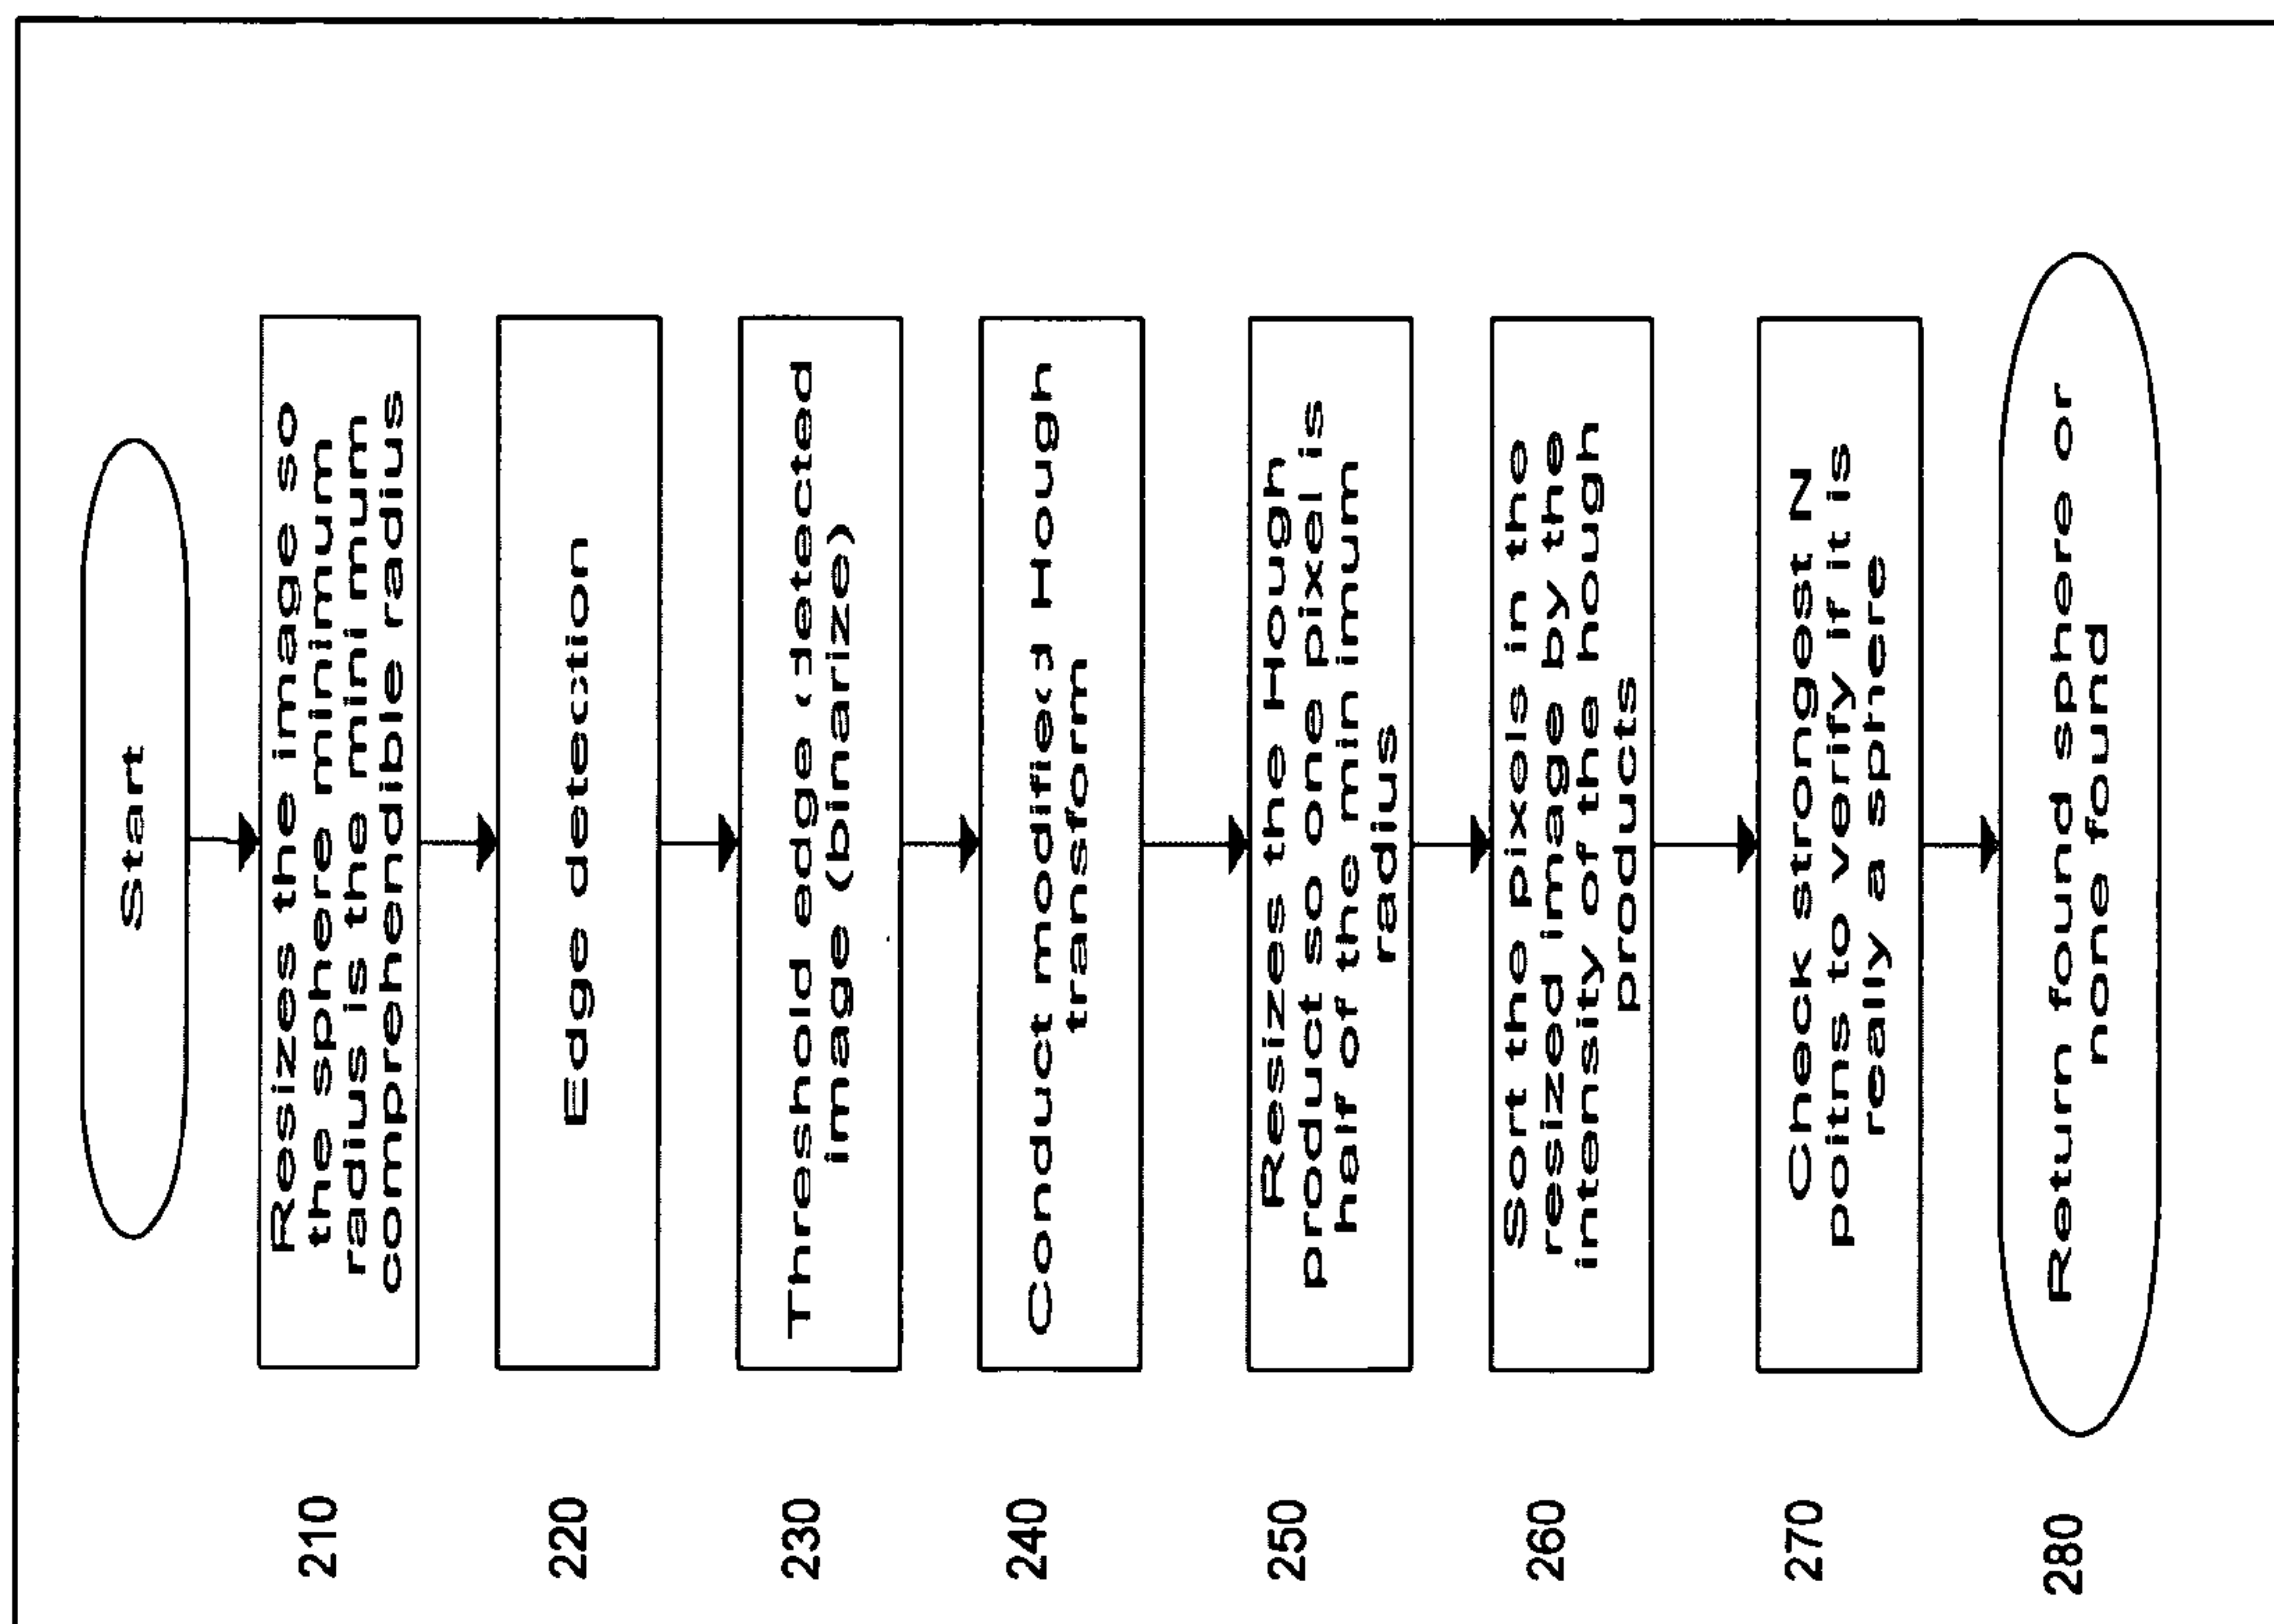 Start
210
Resizes the image so
the sphere minimum
radius is the mini mum
comprehendible radius
220
Edge detection
230
Threshold edge detected
image (binarize)
240
Conduct modified Hough
transform
250
Resizes the Hough
product so one pixel is
half of the min imum
radius
260
Sort the pixels in the
resized image by the
intensity of the hough
products
270
Check strongest N
poitns to verify if it is
really a sphere
280
Return found sphere or
none found